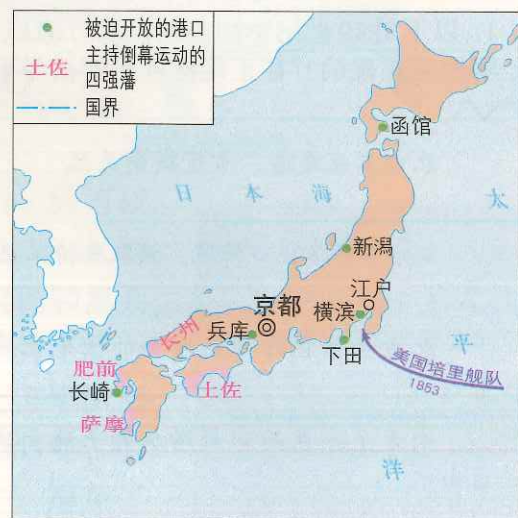 被迫开放的港口
土佐
主持倒幕运动的
四强藩
国界
函馆
日本海
太
新潟
江户
京都
横滨
兵库
长州
下田
平
美国培里舰队
1853
肥前
长崎
土佐
萨摩
洋